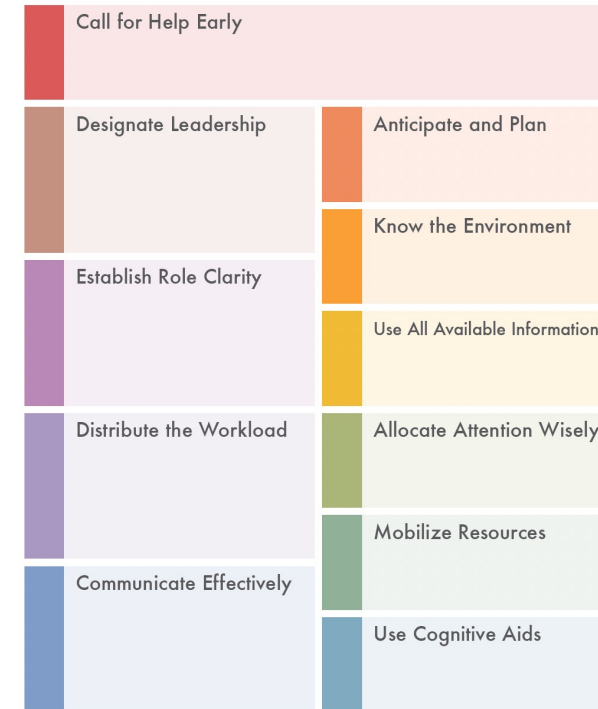 Call for Help Early
Designate Leadership
Establish Role Clarity
Distribute the Workload
Communicate Effectively
Anticipate and Plan
Know the Environment
Use All Available Information
Allocate Attention Wisely
Mobilize Resources
Use Cognitive Aids